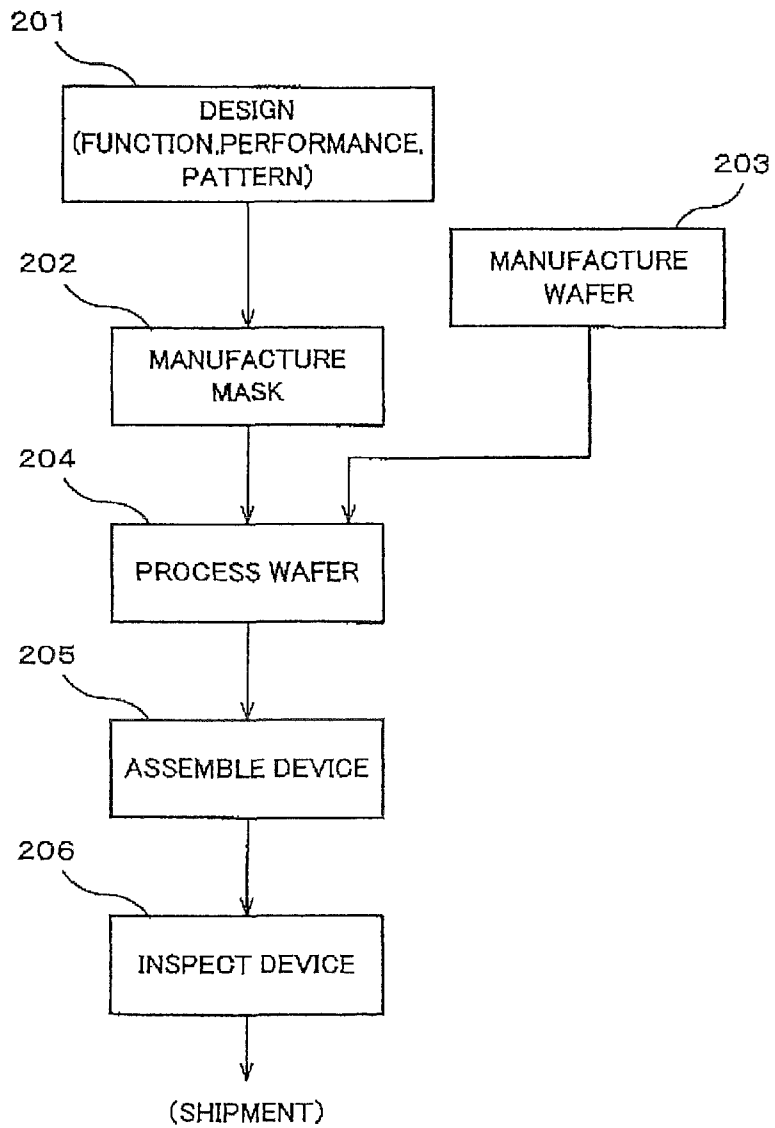 201
DESIGN
(FUNCTION,PERFORMANCE,
PATTERN)
203
MANUFACTURE
WAFER
202
MANUFACTURE
MASK
204
PROCESS WAFER
205
ASSEMBLE DEVICE
206
INSPECT DEVICE
(SHIPMENT)